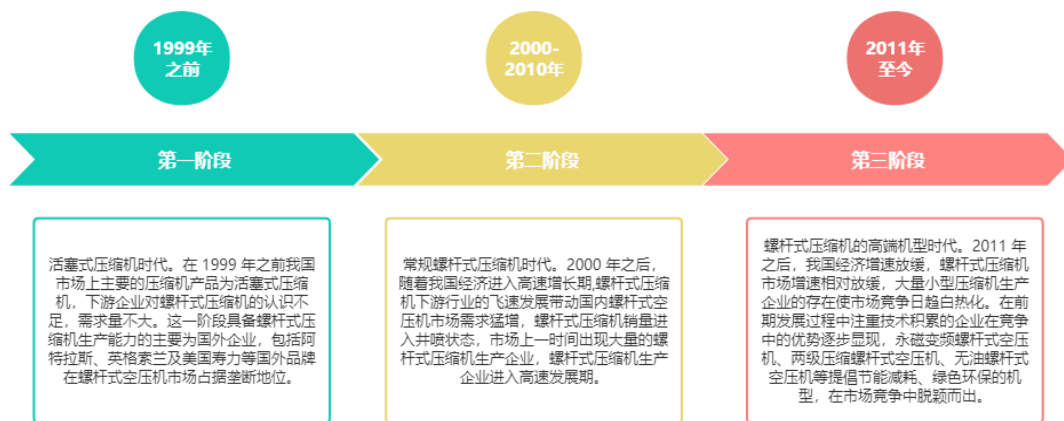 1999年
之前
2000-
2010年
2011年
至今
第一阶段
第二阶段
第三阶段
活塞式压缩机时代。在 1999 年之前我国
市场上主要的压缩机产品为活塞式压缩
机，下游企业对螺杆式压缩机的认识不
足，需求量不大。这一阶段具备螺杆式压
缩机生产能力的主要为国外企业，包括阿
特拉斯、英格索兰及美国寿力等国外品牌
在螺杆式空压机市场占据垄断地位。
常规螺杆式压缩机时代。2000 年之后，
随着我国经济进入高速增长期,螺杆式压缩
机下游行业的飞速发展带动国内螺杆式空
压机市场需求猛增，螺杆式压缩机销量进
入井喷状态，市场上一时间出现大量的螺
杆式压缩机生产企业，螺杆式压缩机生产
企业进入高速发展期。
螺杆式压缩机的高端机型时代。2011 年
之后，我国经济增速放缓，螺杆式压缩机
市场增速相对放缓，大量小型压缩机生产
企业的存在使市场竞争日趋白热化。在前
期发展过程中注重技术积累的企业在竞争
中的优势逐步显现，永磁变频螺杆式空压
机、两级压缩螺杆式空压机、无油螺杆式
空压机等提倡节能减耗、绿色环保的机
型，在市场竞争中脱颖而出。